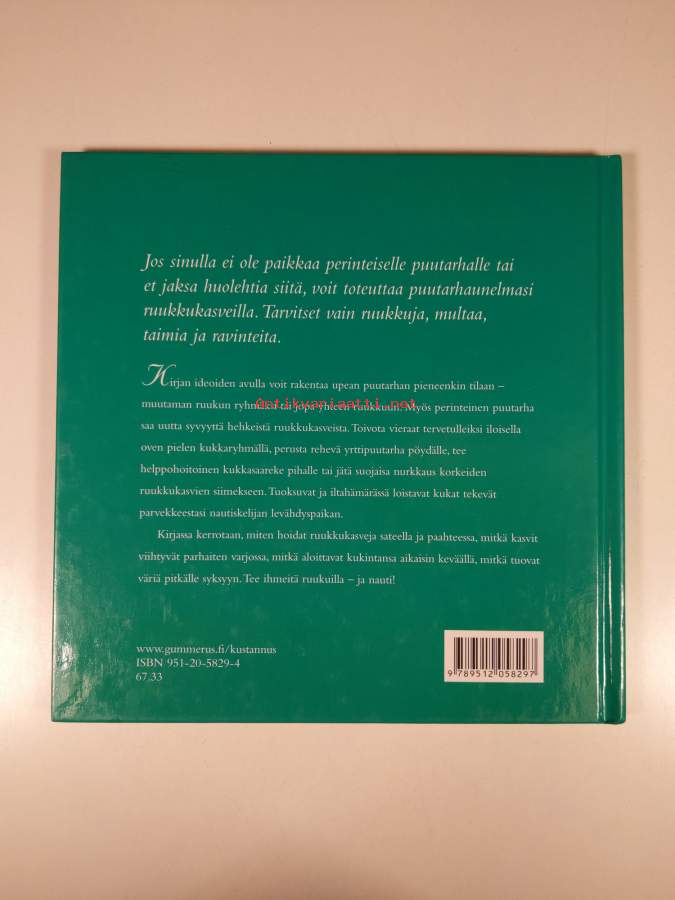 Jos sinulla ei ole paikkaa perinteiselle puutarhalle tai
et jaksa huolehtia siitä, voit toteuttaa puutarhaunelmasi
ruukkukasveilla. Tarvitset vain ruukkuja, multaa,
taimia ja ravinteita.
Kirjan ideoiden avulla voit rakentaa upean puutarhan pieneenkin tilaan –
muutaman ruukun ryhmiksi tai jopa yhteen ruukkuun. Myös perinteinen puutarha
antikvariaatti.net
saa uutta syvyyttä hehkeistä ruukkukasveista. Toivota vieraat tervetulleiksi iloisella
oven pielen kukkaryhmällä, perusta rehevä yrttipuutarha pöydälle, tee
helppohoitoinen kukkasaareke pihalle tai jätä suojaisa nurkkaus korkeiden
ruukkukasvien siimekseen. Tuoksuvat ja iltahämärässä loistavat kukat tekevät
parvekkeestasi nautiskelijan levähdyspaikan.
Kirjassa kerrotaan, miten hoidat ruukkukasveja sateella ja paahteessa, mitkä kasvit
viihtyvät parhaiten varjossa, mitkä aloittavat kukintansa aikaisin keväällä, mitkä tuovat
väriä pitkälle syksyyn. Tee ihmeitä ruukuilla – ja nauti!
www.gummerus.fi/kustannus
ISBN 951-20-5829-4
67.33
9 789512 058297